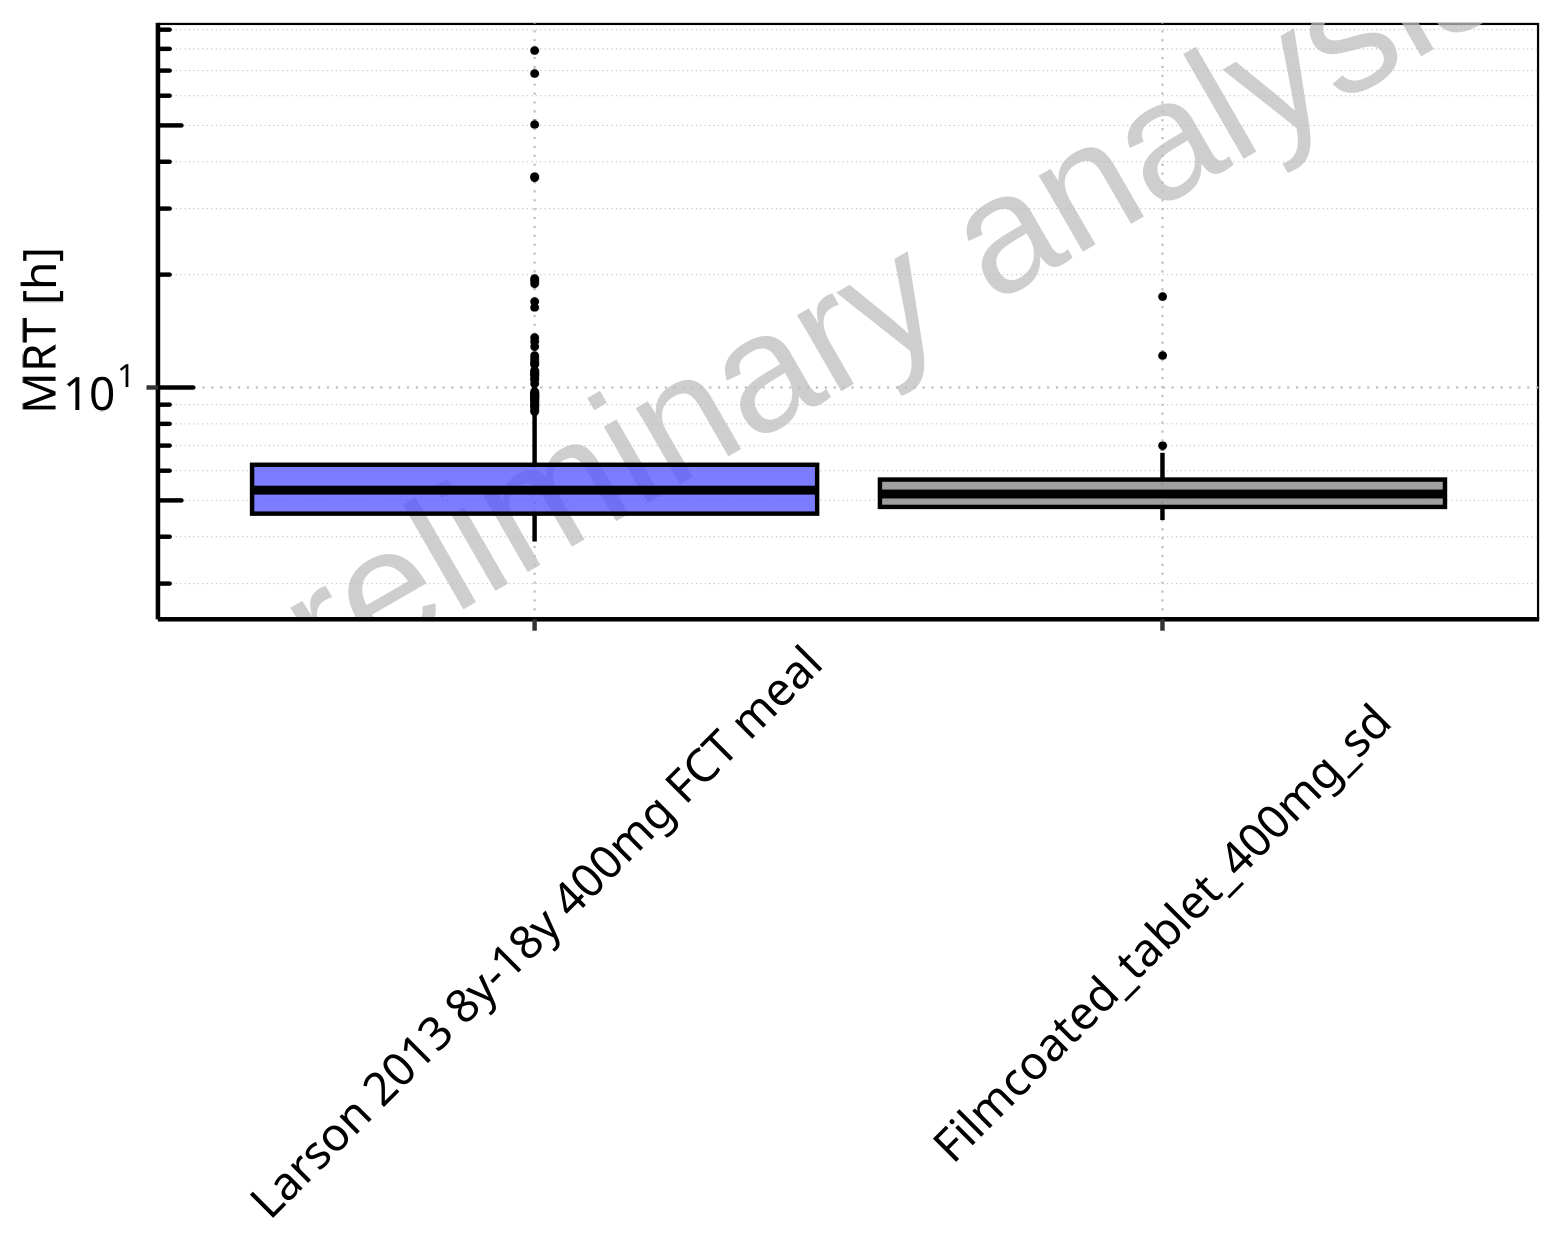 MRT [h]
10¹
reliminary analysis
Larson 2013 8y-18y 400mg FCT meal
Filmcoated_tablet_400mg_sd